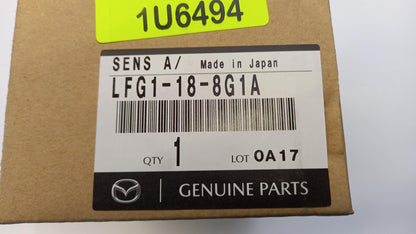 1U6494
SENS A/ Made in Japan
LFG1-18-8G1A
QTY 1 LOT 0A17
GENUINE PARTS